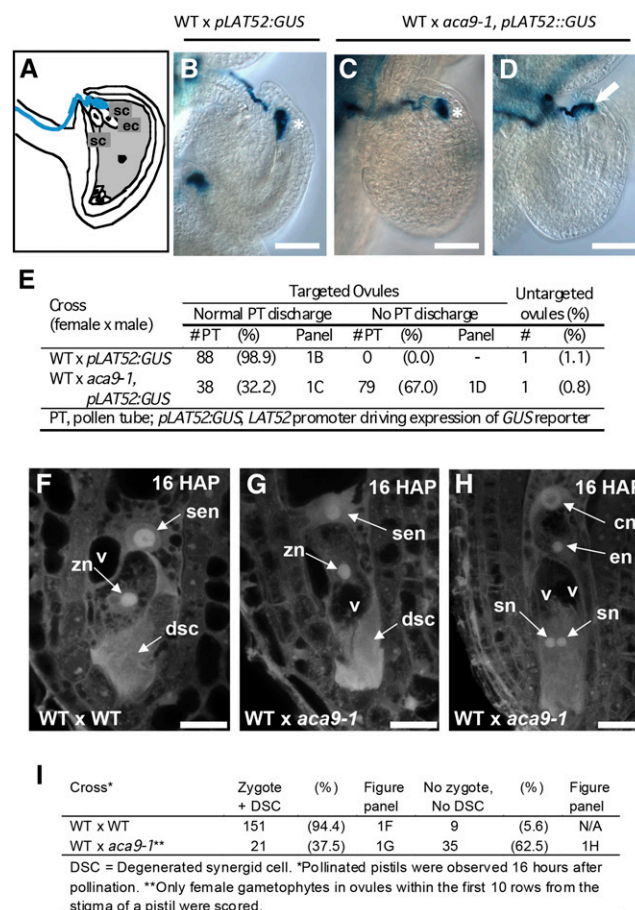 WT x pLAT52:GUS WT x aca9-1, pLAT52::GUS
A B C D
sc
ec
sc
* *
E
Cross (female x male)
Targeted Ovules
Untargeted ovules (%)
Normal PT discharge No PT discharge
# PT (%) Panel # PT (%) Panel # (%)
WT x pLAT52:GUS 88 (98.9) 1B 0 (0.0) - 1 (1.1)
WT x aca9-1, pLAT52:GUS 38 (32.2) 1C 79 (67.0) 1D 1 (0.8)
PT, pollen tube; pLAT52:GUS, LAT52 promoter driving expression of GUS reporter
F 16 HAP
sen
v
zn
dsc
WT x WT
G 16 HAP
sen
zn
v
dsc
WT x aca9-1
H 16 HAP
cn
en
v v
sn sn
WT x aca9-1
I
Cross* Zygote + DSC (%) Figure panel No zygote, No DSC (%) Figure panel
WT x WT 151 (94.4) 1F 9 (5.6) N/A
WT x aca9-1** 21 (37.5) 1G 35 (62.5) 1H
DSC = Degenerated synergid cell. *Pollinated pistils were observed 16 hours after
pollination. **Only female gametophytes in ovules within the first 10 rows from the
stigma of a pistil were scored.